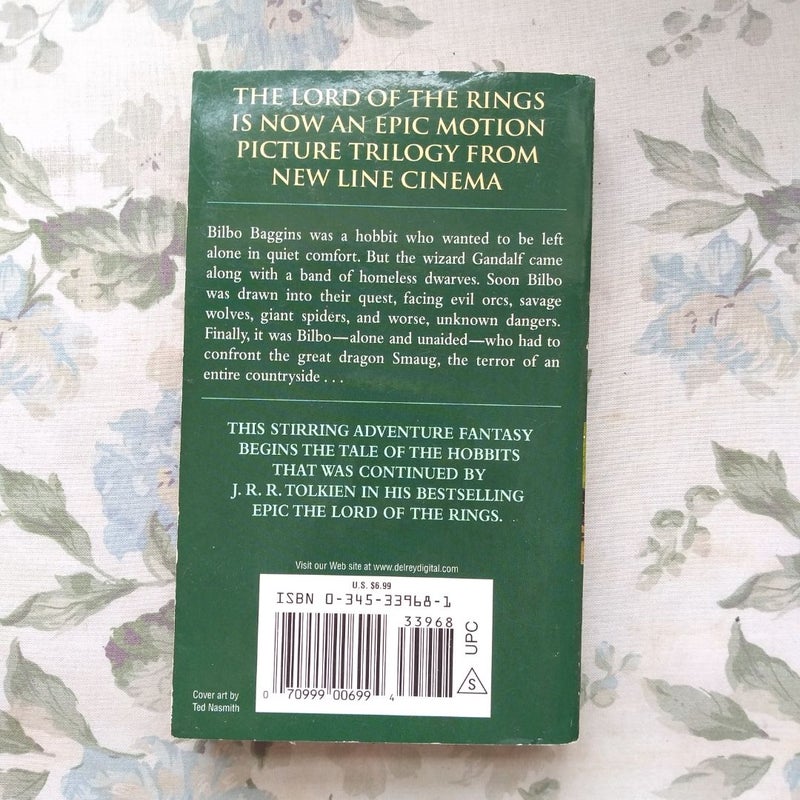 THE LORD OF THE RINGS
IS NOW AN EPIC MOTION
PICTURE TRILOGY FROM
NEW LINE CINEMA
Bilbo Baggins was a hobbit who wanted to be left
alone in quiet comfort. But the wizard Gandalf came
along with a band of homeless dwarves. Soon Bilbo
was drawn into their quest, facing evil orcs, savage
wolves, giant spiders, and worse, unknown dangers.
Finally, it was Bilbo—alone and unaided—who had to
confront the great dragon Smaug, the terror of an
entire countryside . . .
THIS STIRRING ADVENTURE FANTASY
BEGINS THE TALE OF THE HOBBITS
THAT WAS CONTINUED BY
J. R. R. TOLKIEN IN HIS BESTSELLING
EPIC THE LORD OF THE RINGS.
Visit our Web site at www.delreydigital.com
U.S. $6.99
ISBN 0-345-33968-1
33968
UPC
S
0 70999 00699 4
Cover art by
Ted Nasmith